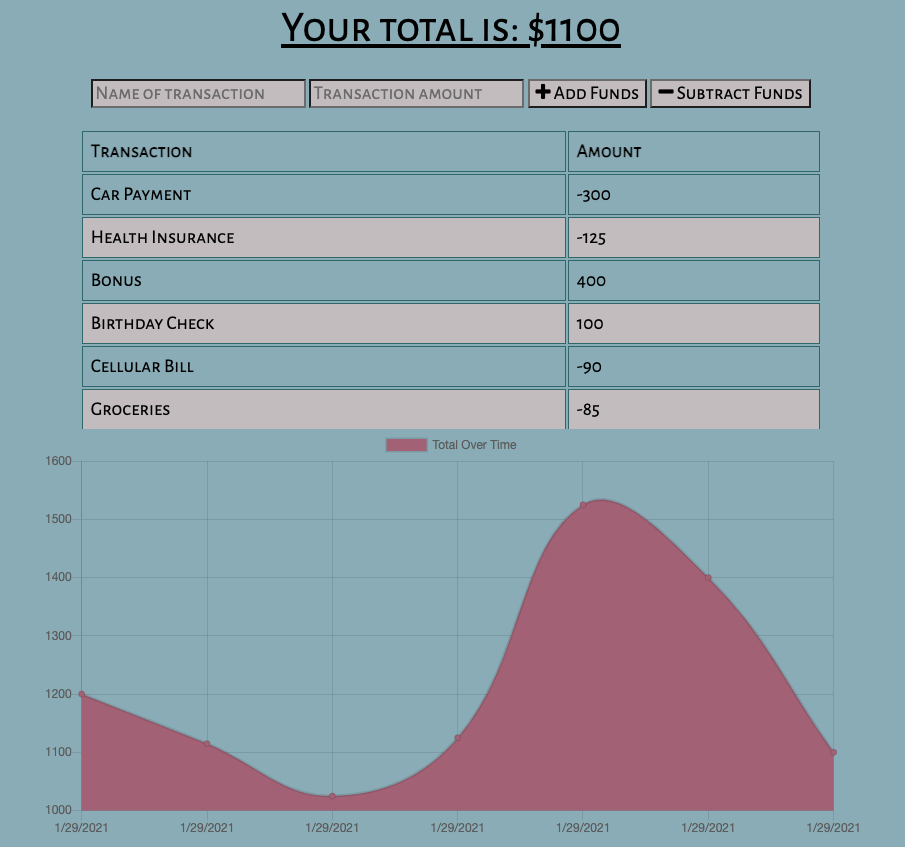 Your total is: $1100
Name of transaction Transaction amount Add Funds Subtract Funds
Transaction Amount
Car Payment -300
Health Insurance -125
Bonus 400
Birthday Check 100
Cellular Bill -90
Groceries -85
Total Over Time
1600
1500
1400
1300
1200
1100
1000
1/29/2021 1/29/2021 1/29/2021 1/29/2021 1/29/2021 1/29/2021 1/29/2021